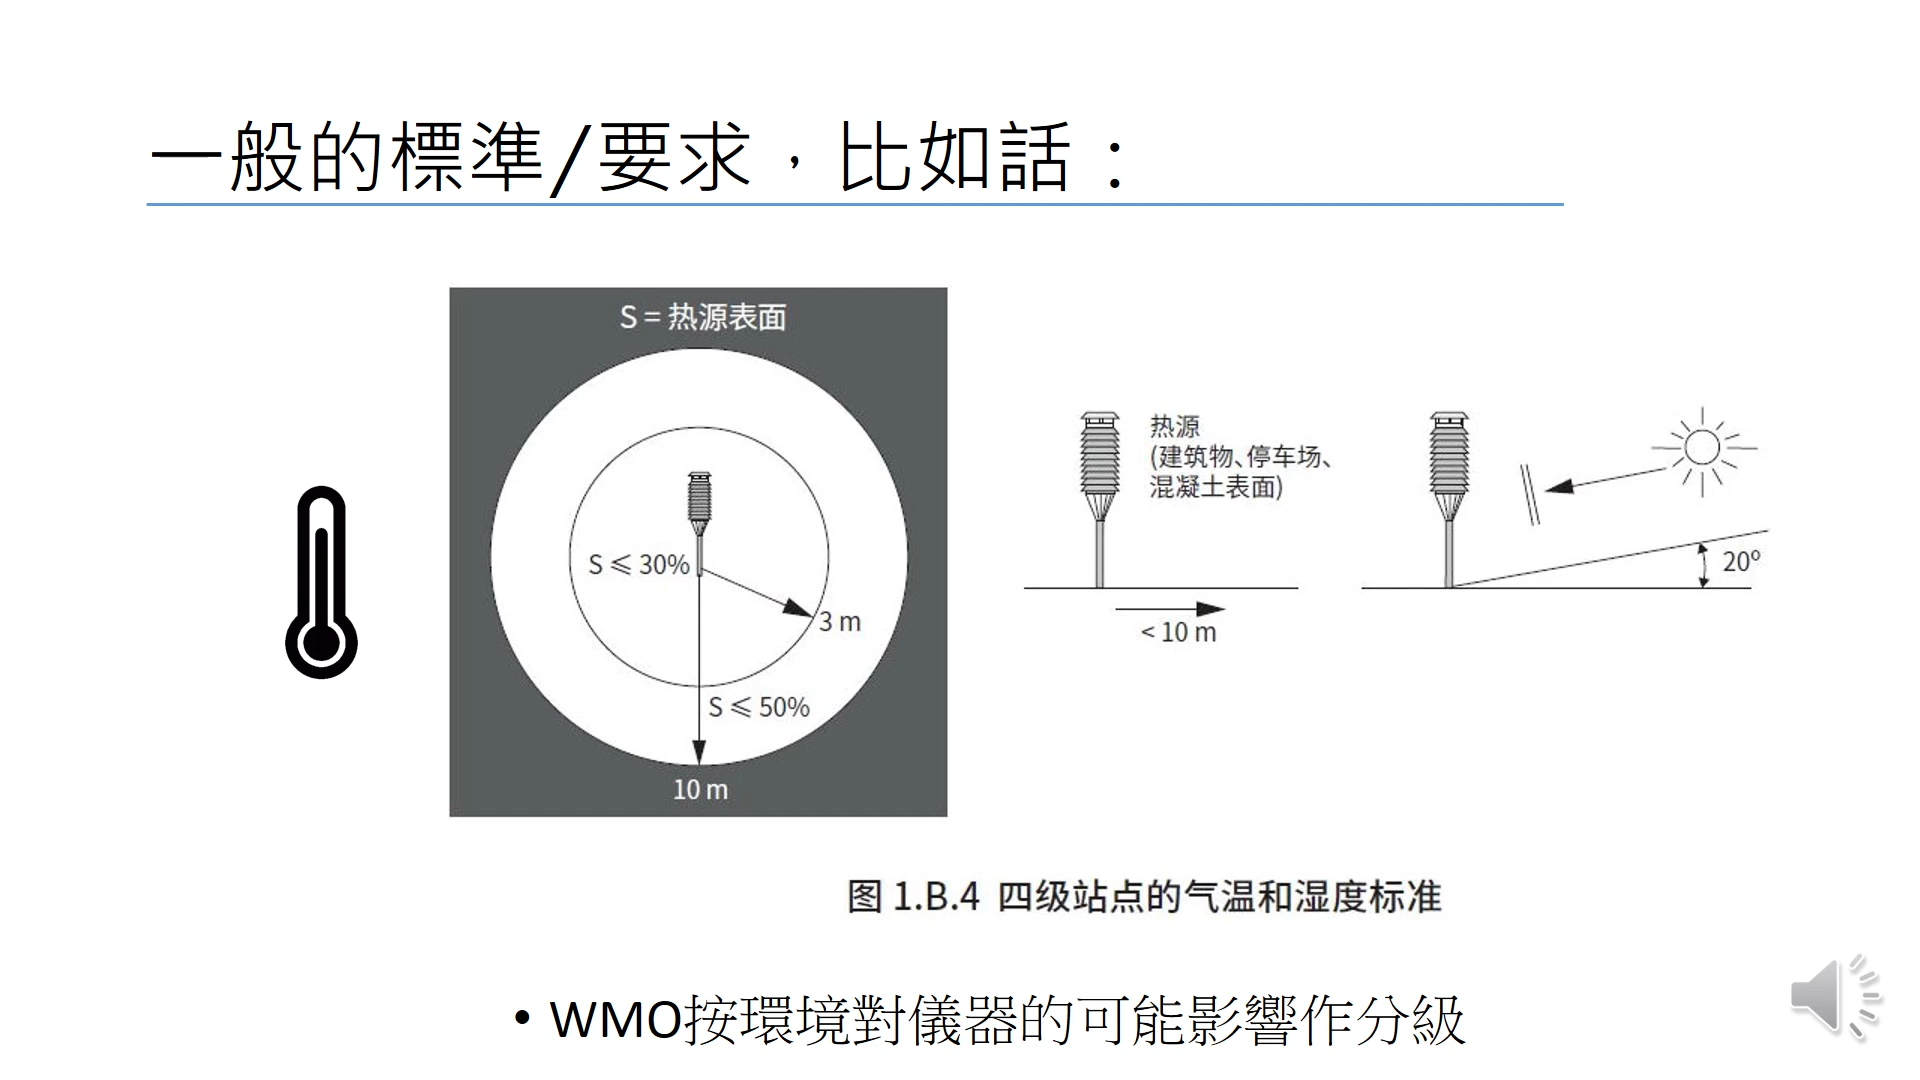 一般的標準/要求，比如話：
S = 热源表面
S ⩽ 30%
3 m
S ⩽ 50%
10 m
热源
(建筑物、停车场、
混凝土表面)
< 10 m
20º
图 1.B.4 四级站点的气温和湿度标准
• WMO按環境對儀器的可能影響作分級